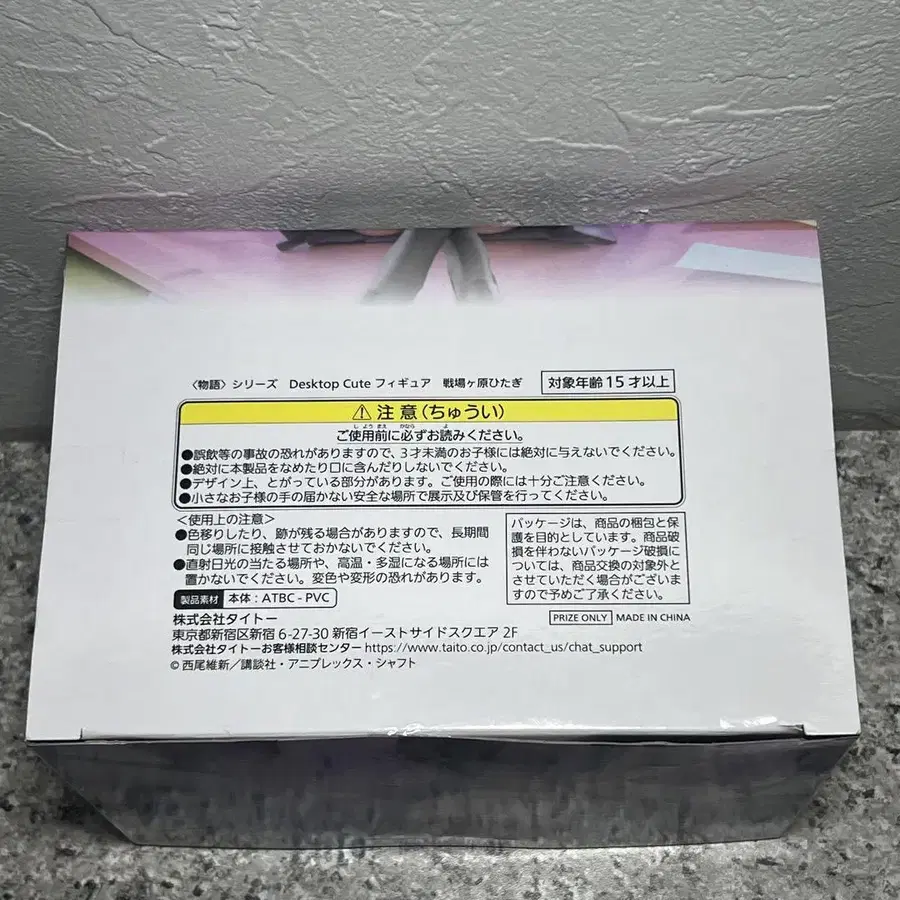 〈物語〉シリーズ Desktop Cute フィギュア 戦場ヶ原ひたぎ 対象年齢15才以上
⚠ 注意(ちゅうい)
ご使用前に必ずお読みください。
●誤飲等の事故の恐れがありますので、3才未満のお子様には絶対に与えないでください。
●絶対に本製品をなめたり口に含んだりしないでください。
●デザイン上、とがっている部分があります。ご使用の際には十分ご注意ください。
●小さなお子様の手の届かない安全な場所で展示及び保管を行ってください。
<使用上の注意>
●色移りしたり、跡が残る場合がありますので、長期間
同じ場所に接触させておかないでください。
●直射日光の当たる場所や、高温・多湿になる場所には
置かないでください。変色や変形の恐れがあります。
パッケージは、商品の梱包と保
護を目的としています。商品破
損を伴わないパッケージ破損に
ついては、商品交換の対象外と
させていただく場合がございま
すので予めご了承ください。
製品素材 本体:ATBC-PVC
株式会社タイトー
PRIZE ONLY MADE IN CHINA
東京都新宿区新宿 6-27-30 新宿イーストサイドスクエア 2F
株式会社タイトーお客様相談センター https://www.taito.co.jp/contact_us/chat_support
©西尾維新/講談社・アニプレックス・シャフト